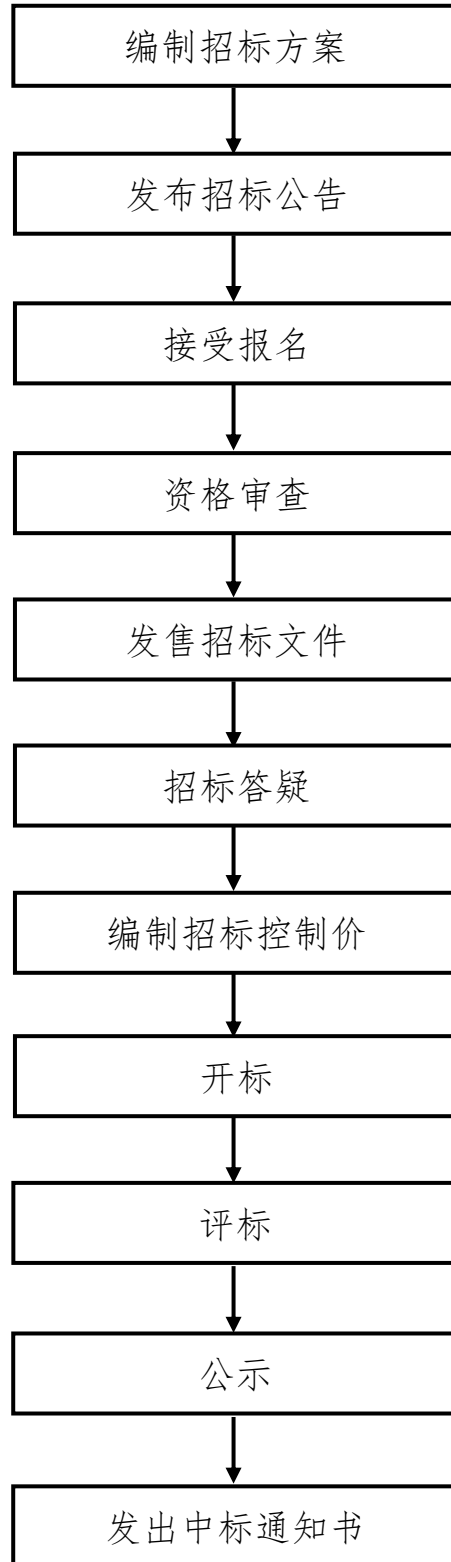 编制招标方案
发布招标公告
接受报名
资格审查
发售招标文件
招标答疑
编制招标控制价
开标
评标
公示
发出中标通知书